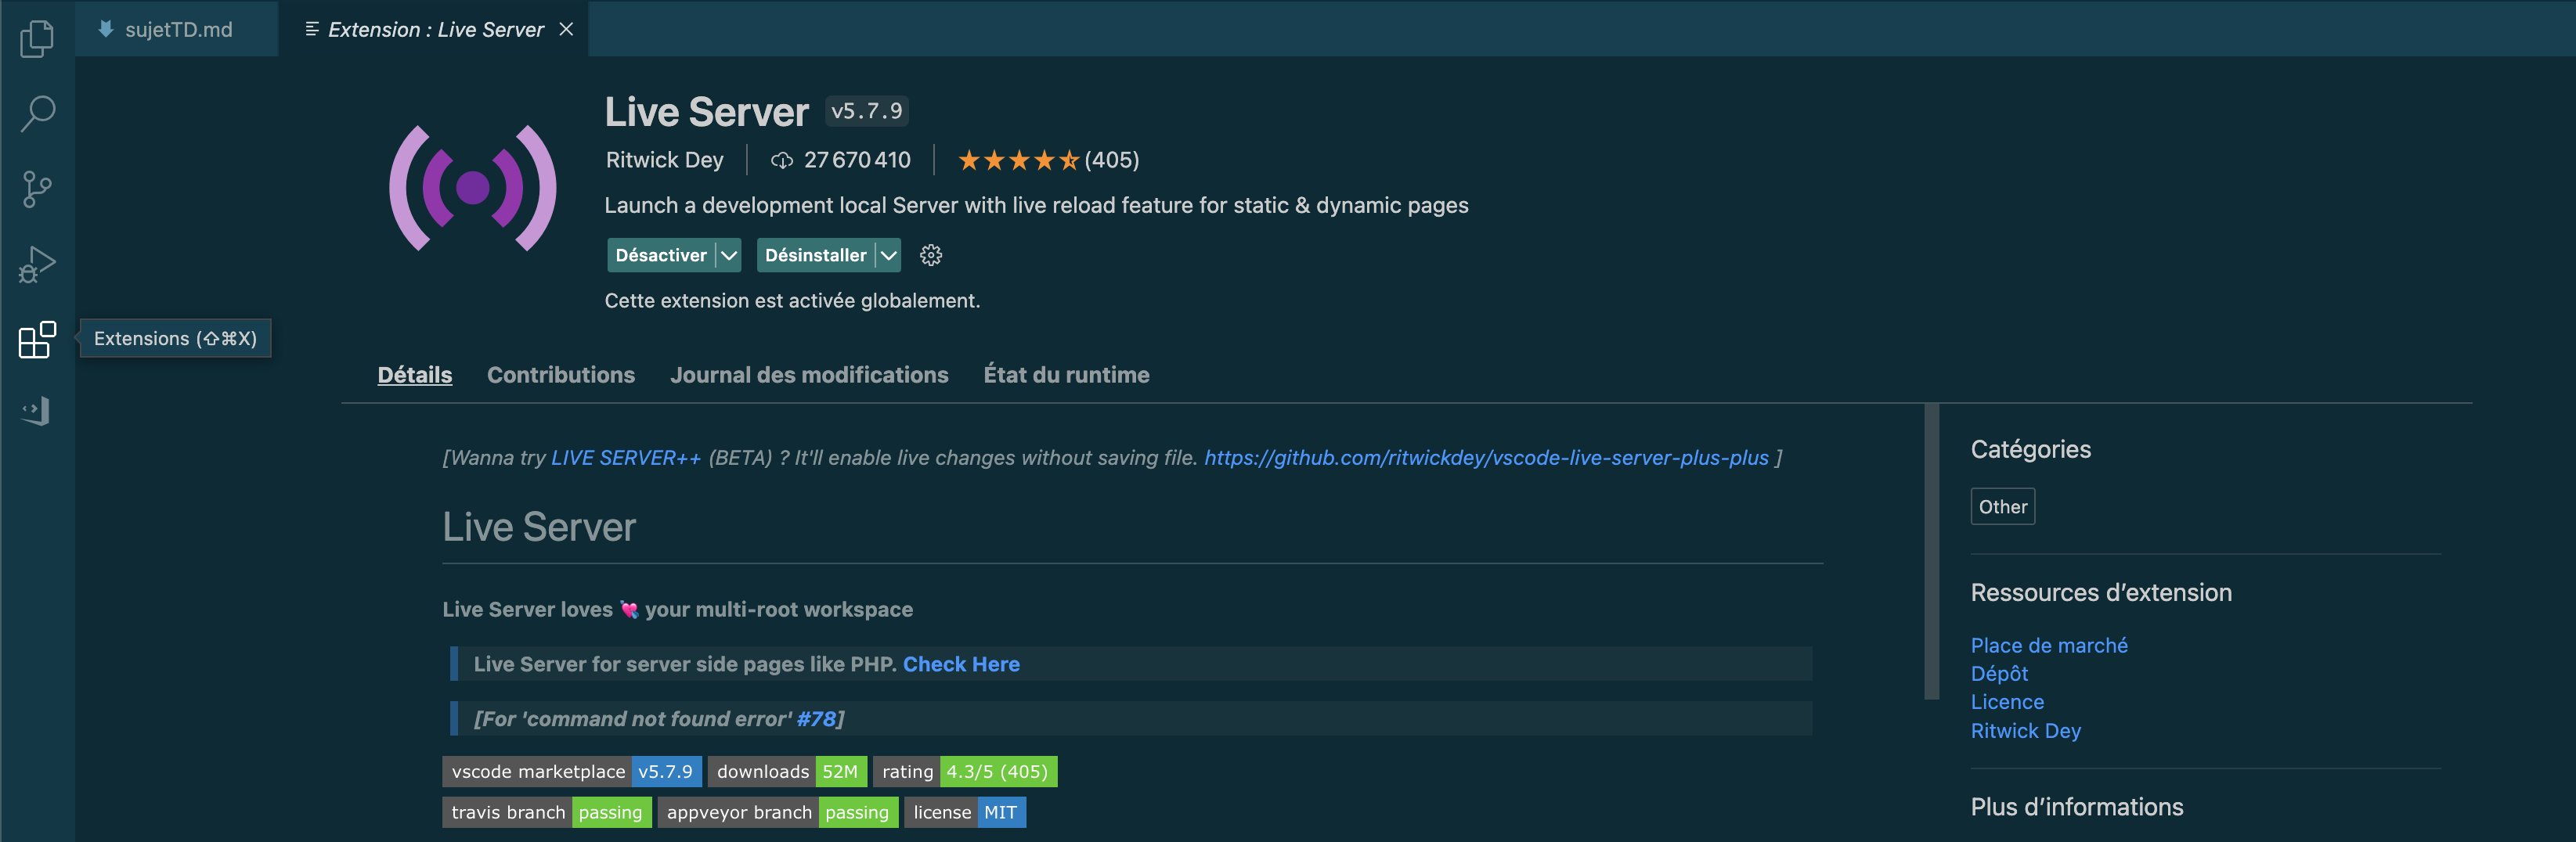 sujetTD.md
Extension : Live Server
Live Server v5.7.9
Ritwick Dey 27 670 410 (405)
Launch a development local Server with live reload feature for static & dynamic pages
Désactiver Désinstaller
Cette extension est activée globalement.
Extensions (⇧⌘X)
Détails Contributions Journal des modifications État du runtime
[Wanna try LIVE SERVER++ (BETA) ? It'll enable live changes without saving file. https://github.com/ritwickdey/vscode-live-server-plus-plus ]
Live Server
Live Server loves 💘 your multi-root workspace
Live Server for server side pages like PHP. Check Here
[For 'command not found error' #78]
vscode marketplace v5.7.9 downloads 52M rating 4.3/5 (405)
travis branch passing appveyor branch passing license MIT
Catégories
Other
Ressources d’extension
Place de marché
Dépôt
Licence
Ritwick Dey
Plus d’informations